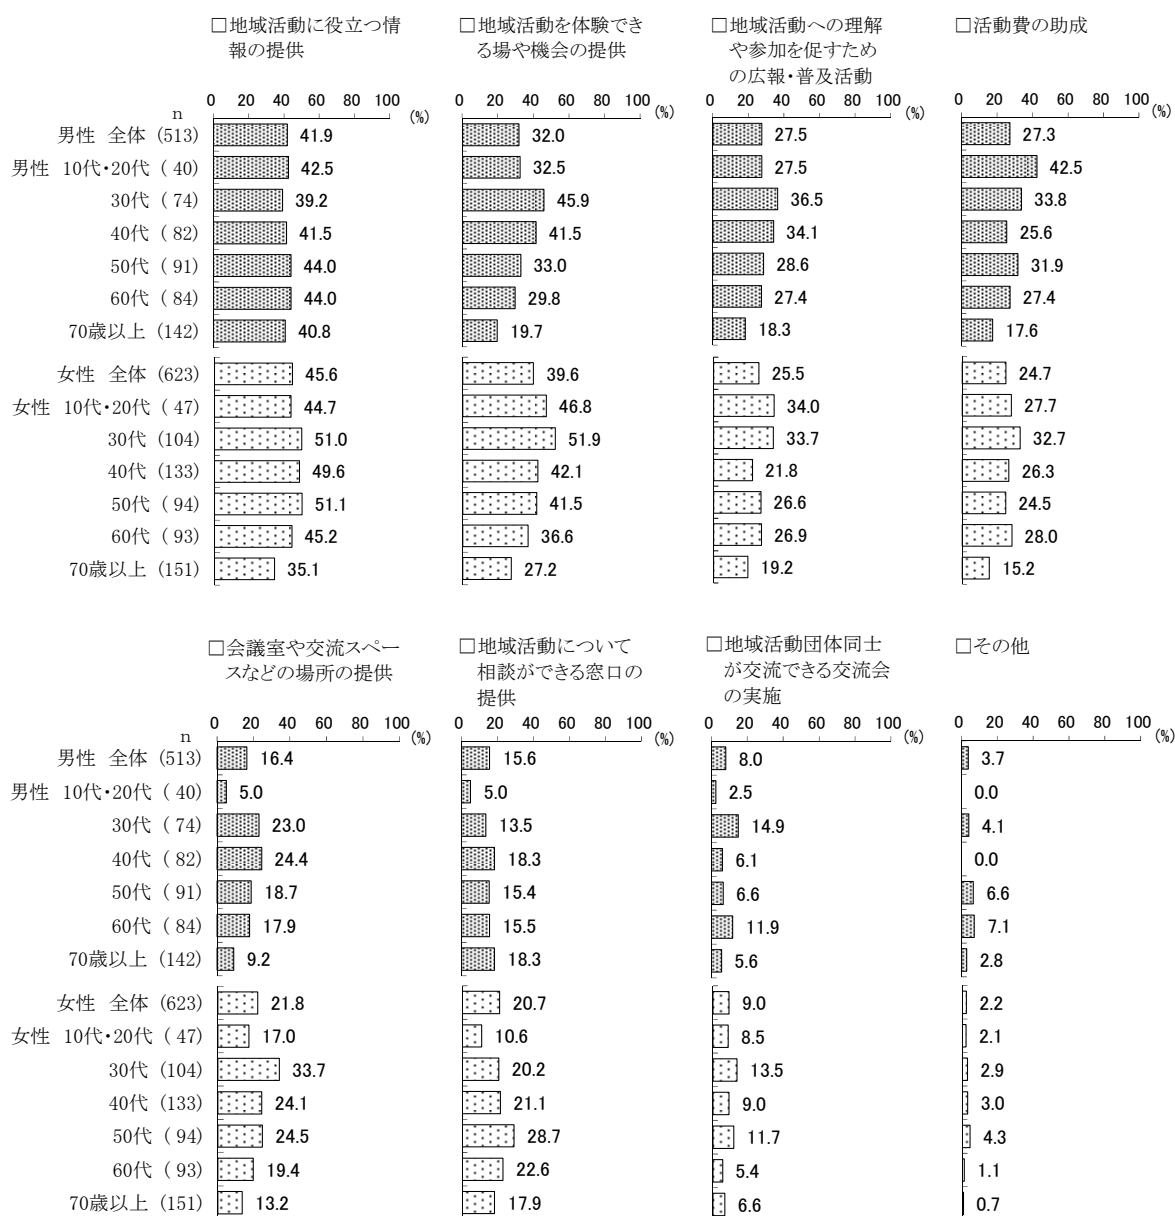 □地域活動に役立つ情
報の提供
□地域活動を体験でき
る場や機会の提供
□地域活動への理解
や参加を促すため
の広報・普及活動
□活動費の助成
0 20 40 60 80 100 (%) 0 20 40 60 80 100 (%) 0 20 40 60 80 100 (%) 0 20 40 60 80 100 (%)
n
男性 全体 (513) 41.9 32.0 27.5 27.3
男性 10代・20代 ( 40) 42.5 32.5 27.5 42.5
30代 ( 74) 39.2 45.9 36.5 33.8
40代 ( 82) 41.5 41.5 34.1 25.6
50代 ( 91) 44.0 33.0 28.6 31.9
60代 ( 84) 44.0 29.8 27.4 27.4
70歳以上 (142) 40.8 19.7 18.3 17.6
女性 全体 (623) 45.6 39.6 25.5 24.7
女性 10代・20代 ( 47) 44.7 46.8 34.0 27.7
30代 (104) 51.0 51.9 33.7 32.7
40代 (133) 49.6 42.1 21.8 26.3
50代 ( 94) 51.1 41.5 26.6 24.5
60代 ( 93) 45.2 36.6 26.9 28.0
70歳以上 (151) 35.1 27.2 19.2 15.2
□会議室や交流スペー
スなどの場所の提供
□地域活動について
相談ができる窓口の
提供
□地域活動団体同士
が交流できる交流会
の実施
□その他
0 20 40 60 80 100 (%) 0 20 40 60 80 100 (%) 0 20 40 60 80 100 (%) 0 20 40 60 80 100 (%)
n
男性 全体 (513) 16.4 15.6 8.0 3.7
男性 10代・20代 ( 40) 5.0 5.0 2.5 0.0
30代 ( 74) 23.0 13.5 14.9 4.1
40代 ( 82) 24.4 18.3 6.1 0.0
50代 ( 91) 18.7 15.4 6.6 6.6
60代 ( 84) 17.9 15.5 11.9 7.1
70歳以上 (142) 9.2 18.3 5.6 2.8
女性 全体 (623) 21.8 20.7 9.0 2.2
女性 10代・20代 ( 47) 17.0 10.6 8.5 2.1
30代 (104) 33.7 20.2 13.5 2.9
40代 (133) 24.1 21.1 9.0 3.0
50代 ( 94) 24.5 28.7 11.7 4.3
60代 ( 93) 19.4 22.6 5.4 1.1
70歳以上 (151) 13.2 17.9 6.6 0.7